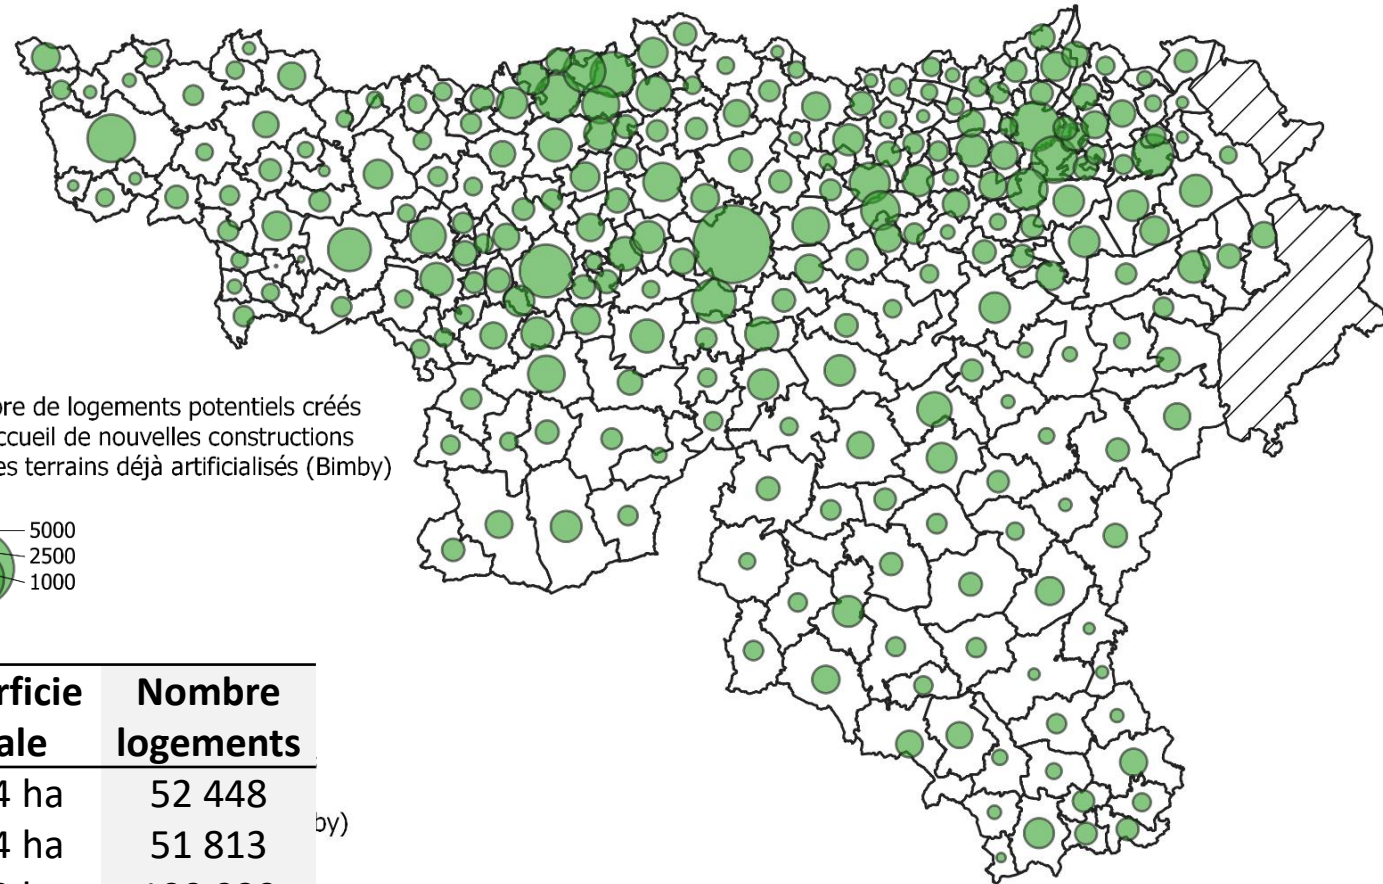 bre de logements potentiels créés
ccueil de nouvelles constructions
es terrains déjà artificialisés (Bimby)
5000
2500
1000
rficie Nombre
ale logements
4 ha 52 448
4 ha 51 813
by)